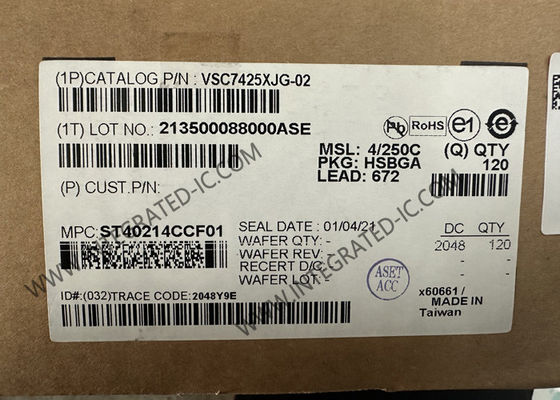 (1P)CATALOG P/N : VSC7425XJG-02
(1T) LOT NO.: 213500088000ASE
Pb RoHS e1 e
MSL: 4/250C (Q) QTY
PKG: HSBGA 120
LEAD: 672
(P) CUST.P/N:
MPC: ST40214CCF01
SEAL DATE : 01/04/21 DC QTY
WAFER QTY: - 2048 120
WAFER REV: - - -
RECERT D/C: - - -
WAFER LOT: -
ASET
ACC
ID#:(032)TRACE CODE: 2048Y9E
x60661 /
MADE IN
Taiwan
WWW.INTEGRATED-IC.COM
WWW.INTEGRATED-IC.COM